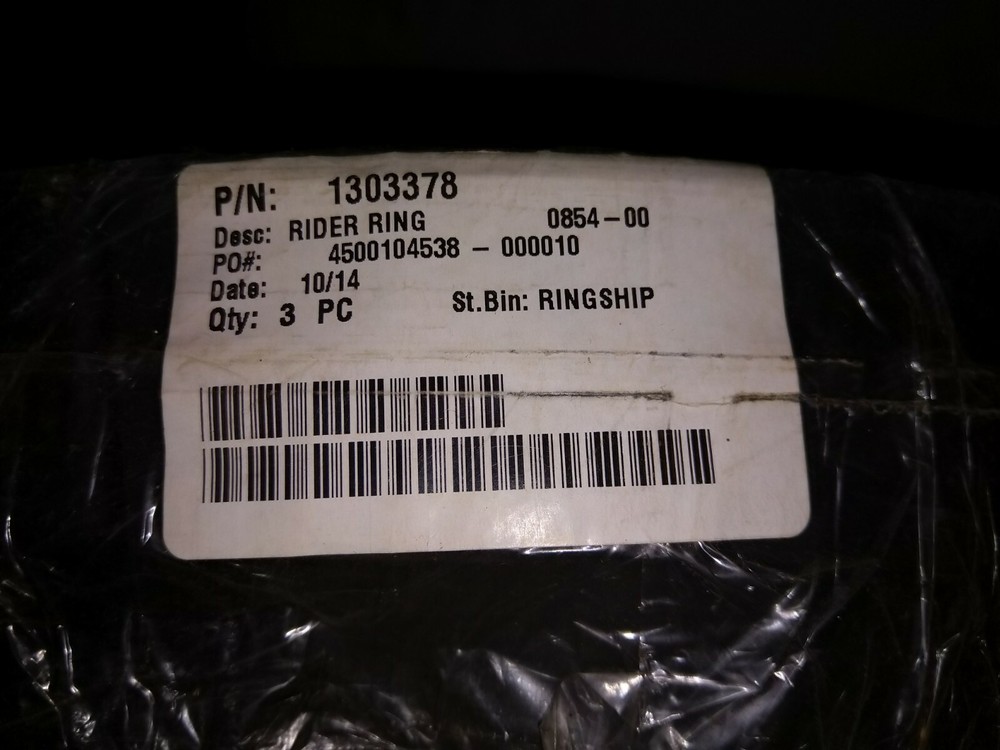 P/N: 1303378
Desc: RIDER RING 0854-00
PO#: 4500104538 - 000010
Date: 10/14
Qty: 3 PC St.Bin: RINGSHIP